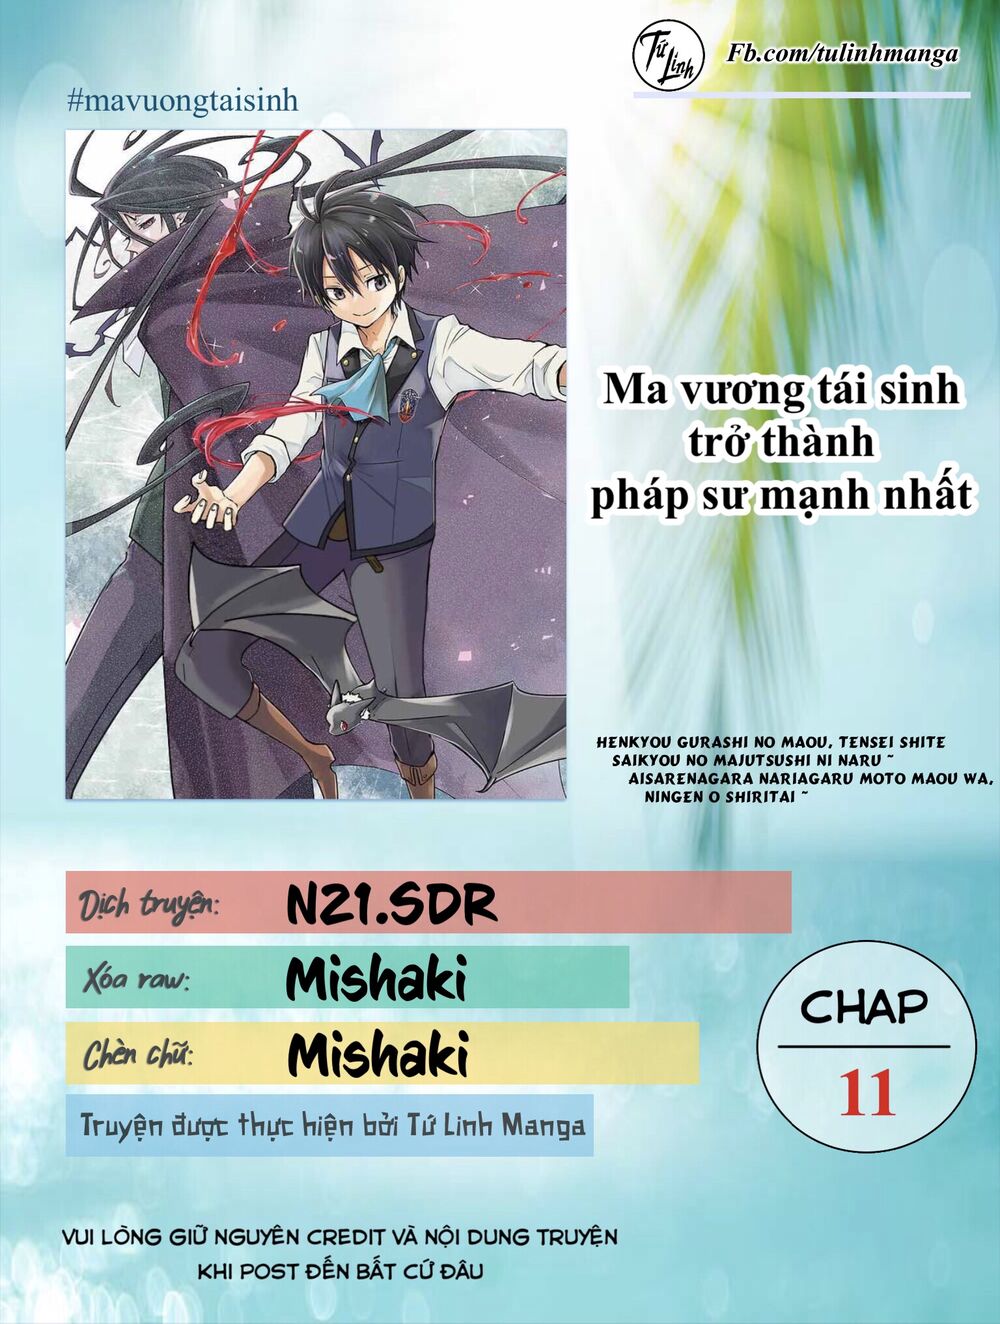 Tứ Linh
Fb.com/tulinhmanga
#mavuongtaisinh
Ma vương tái sinh
trở thành
pháp sư mạnh nhất
HENKYOU GURASHI NO MAOU, TENSEI SHITE
SAIKYOU NO MAJUTSUSHI NI NARU ~
AISARENAGARA NARIAGARU MOTO MAOU WA,
NINGEN O SHIRITAI ~
Dịch truyện: N21.SDR
Xóa raw: Mishaki
Chèn chữ: Mishaki
Truyện được thực hiện bởi Tứ Linh Manga
CHAP
11
VUI LÒNG GIỮ NGUYÊN CREDIT VÀ NỘI DUNG TRUYỆN
KHI POST ĐẾN BẤT CỨ ĐÂU